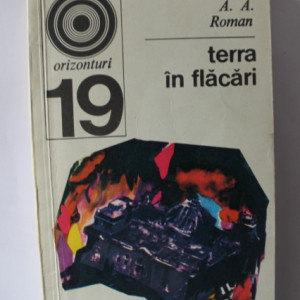 orizonturi
19
A. A.
Roman
terra
în flăcări